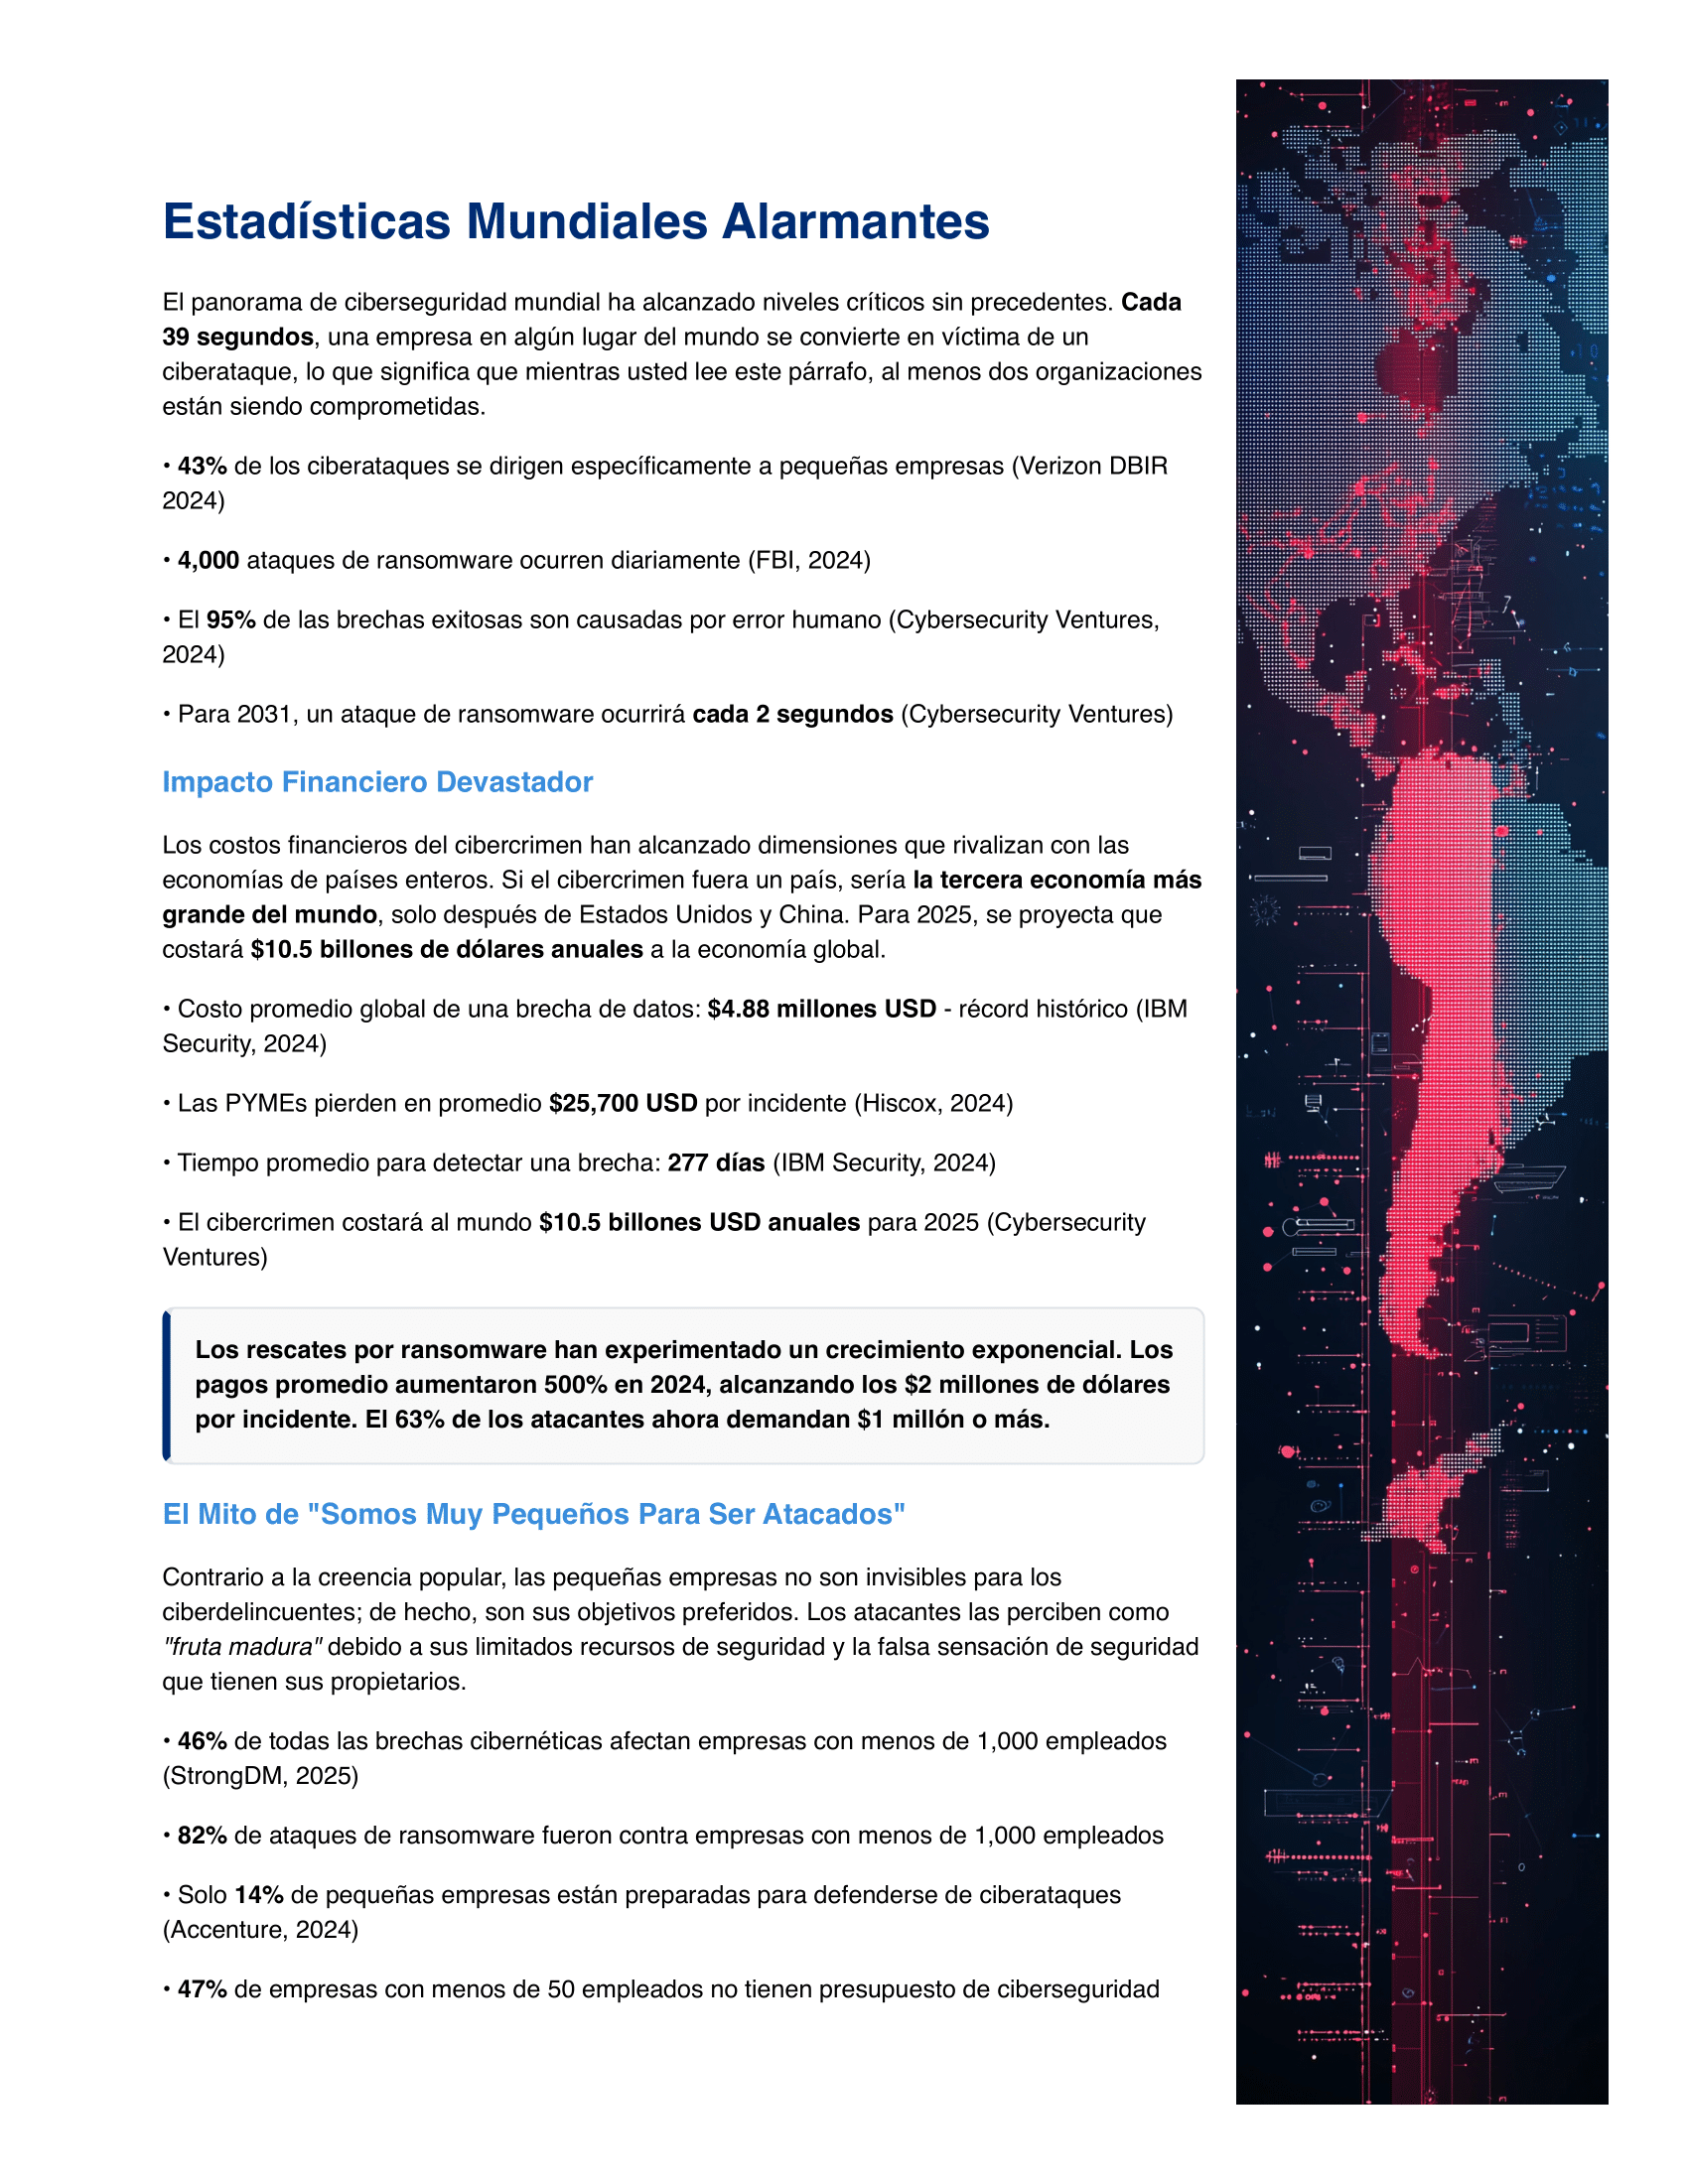 Estadísticas Mundiales Alarmantes
El panorama de ciberseguridad mundial ha alcanzado niveles críticos sin precedentes. Cada
39 segundos, una empresa en algún lugar del mundo se convierte en víctima de un
ciberataque, lo que significa que mientras usted lee este párrafo, al menos dos organizaciones
están siendo comprometidas.
• 43% de los ciberataques se dirigen específicamente a pequeñas empresas (Verizon DBIR
2024)
• 4,000 ataques de ransomware ocurren diariamente (FBI, 2024)
• El 95% de las brechas exitosas son causadas por error humano (Cybersecurity Ventures,
2024)
• Para 2031, un ataque de ransomware ocurrirá cada 2 segundos (Cybersecurity Ventures)
Impacto Financiero Devastador
Los costos financieros del cibercrimen han alcanzado dimensiones que rivalizan con las
economías de países enteros. Si el cibercrimen fuera un país, sería la tercera economía más
grande del mundo, solo después de Estados Unidos y China. Para 2025, se proyecta que
costará $10.5 billones de dólares anuales a la economía global.
• Costo promedio global de una brecha de datos: $4.88 millones USD - récord histórico (IBM
Security, 2024)
• Las PYMEs pierden en promedio $25,700 USD por incidente (Hiscox, 2024)
• Tiempo promedio para detectar una brecha: 277 días (IBM Security, 2024)
• El cibercrimen costará al mundo $10.5 billones USD anuales para 2025 (Cybersecurity
Ventures)
Los rescates por ransomware han experimentado un crecimiento exponencial. Los
pagos promedio aumentaron 500% en 2024, alcanzando los $2 millones de dólares
por incidente. El 63% de los atacantes ahora demandan $1 millón o más.
El Mito de "Somos Muy Pequeños Para Ser Atacados"
Contrario a la creencia popular, las pequeñas empresas no son invisibles para los
ciberdelincuentes; de hecho, son sus objetivos preferidos. Los atacantes las perciben como
"fruta madura" debido a sus limitados recursos de seguridad y la falsa sensación de seguridad
que tienen sus propietarios.
• 46% de todas las brechas cibernéticas afectan empresas con menos de 1,000 empleados
(StrongDM, 2025)
• 82% de ataques de ransomware fueron contra empresas con menos de 1,000 empleados
• Solo 14% de pequeñas empresas están preparadas para defenderse de ciberataques
(Accenture, 2024)
• 47% de empresas con menos de 50 empleados no tienen presupuesto de ciberseguridad